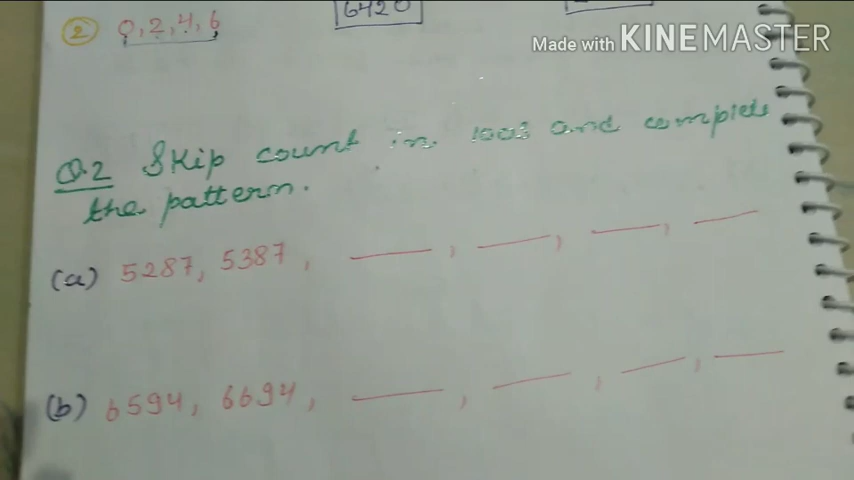 ② 0, 2, 4, 6
6420
Made with KINEMASTER
Q.2 Skip count in 100s and complete
the pattern.
(a) 5287, 5387, ____, ____, ____, ____
(b) 6594, 6694, ____, ____, ____, ____